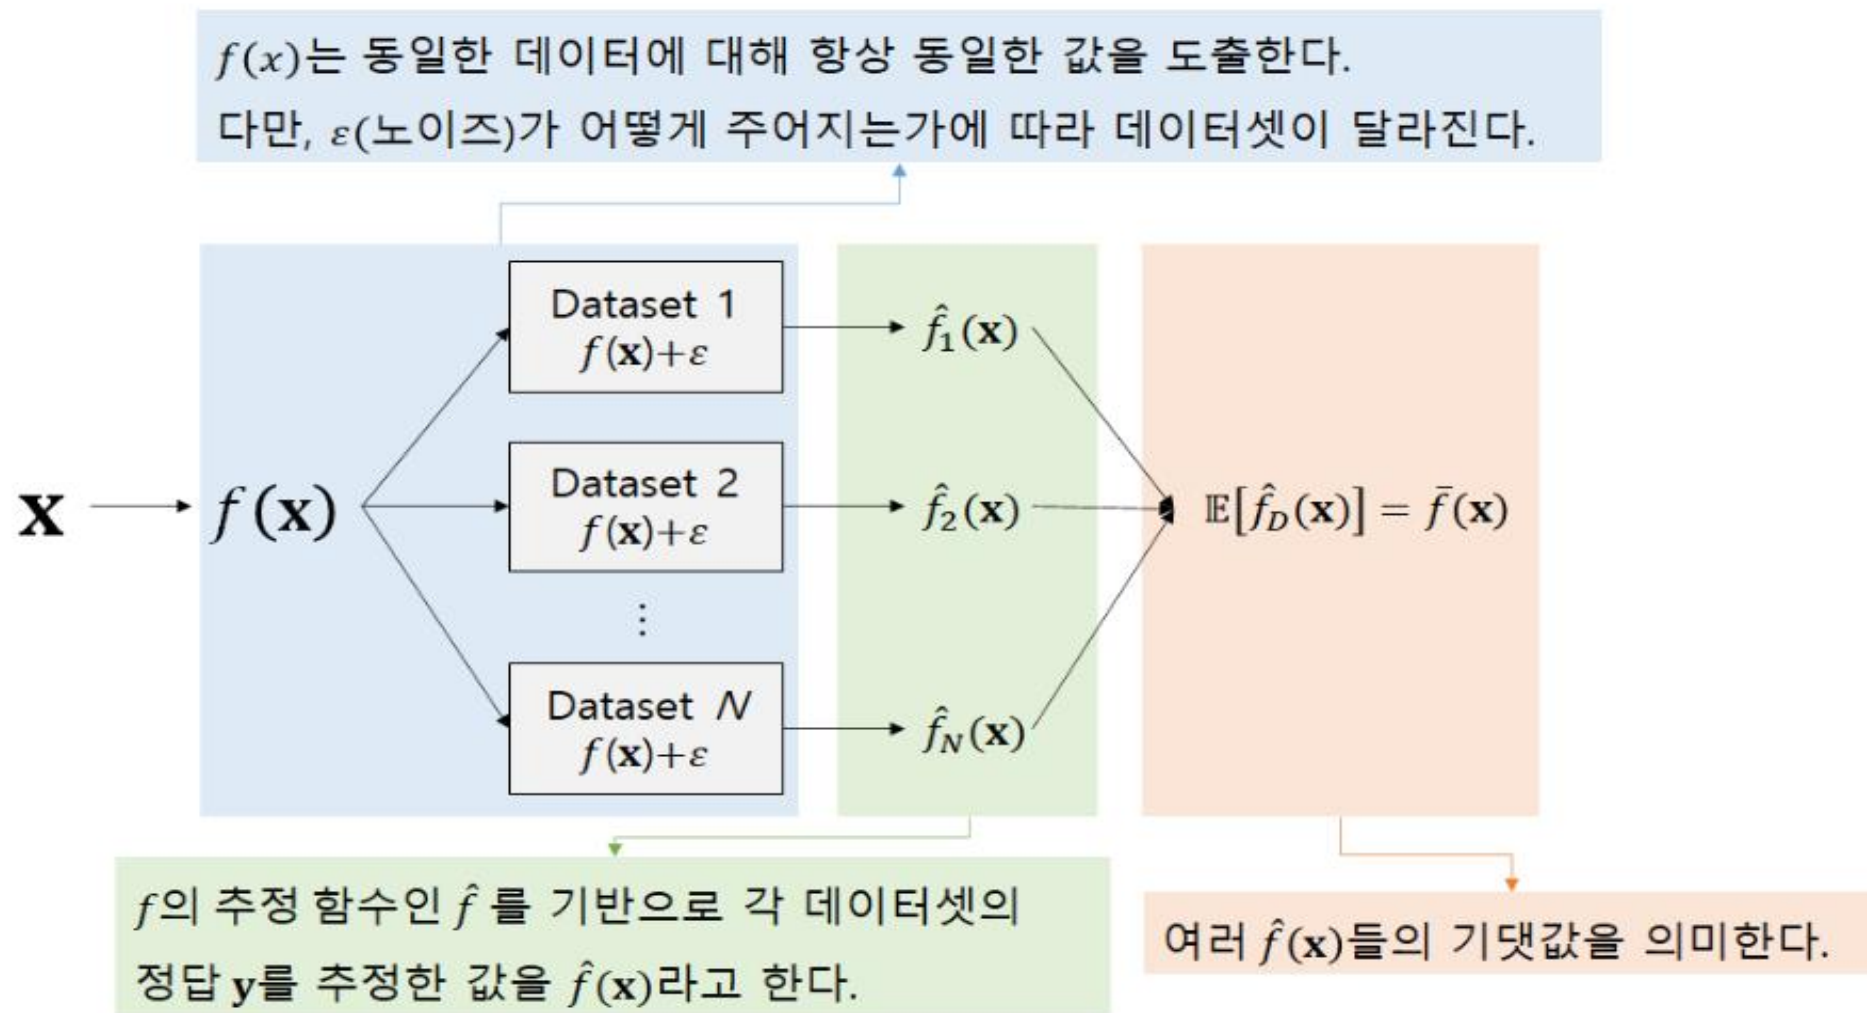 f(x)는 동일한 데이터에 대해 항상 동일한 값을 도출한다.
다만, ε(노이즈)가 어떻게 주어지는가에 따라 데이터셋이 달라진다.
x
f(x)
Dataset 1
f(x)+ε
Dataset 2
f(x)+ε
⋮
Dataset N
f(x)+ε
f̂₁(x)
f̂₂(x)
f̂_N(x)
𝔼[f̂_D(x)] = f̄(x)
f의 추정 함수인 f̂ 를 기반으로 각 데이터셋의
정답 y를 추정한 값을 f̂(x)라고 한다.
여러 f̂(x)들의 기댓값을 의미한다.